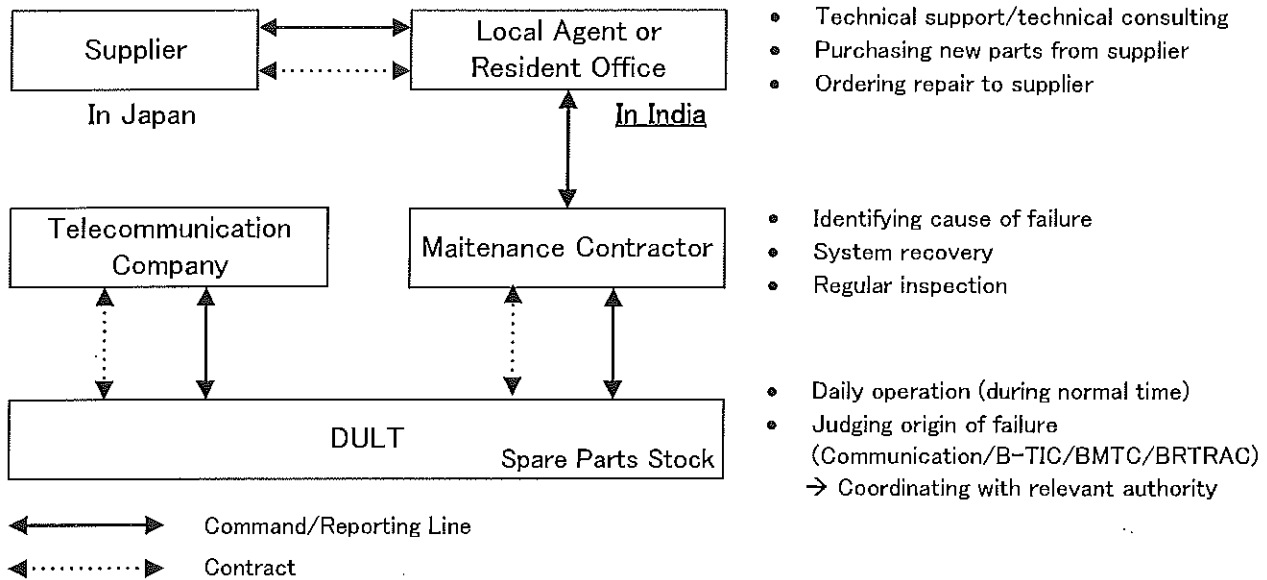 Supplier
In Japan
Local Agent or
Resident Office
In India
• Technical support/technical consulting
• Purchasing new parts from supplier
• Ordering repair to supplier
Telecommunication
Company
Maitenance Contractor
• Identifying cause of failure
• System recovery
• Regular inspection
DULT
Spare Parts Stock
• Daily operation (during normal time)
• Judging origin of failure
(Communication/B-TIC/BMTC/BRTRAC)
→ Coordinating with relevant authority
Command/Reporting Line
Contract